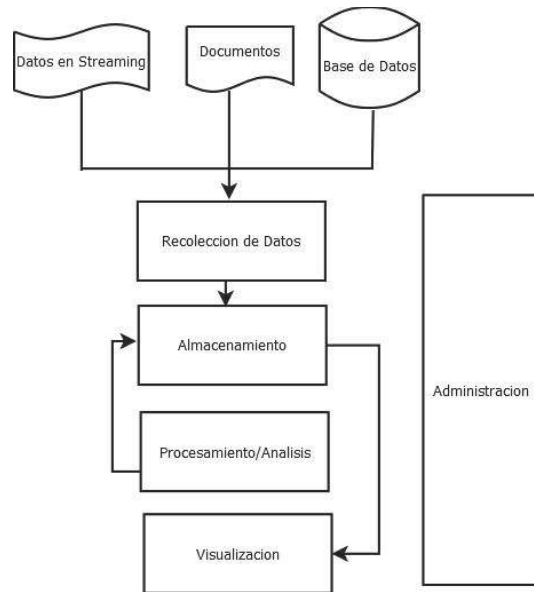 Datos en Streaming
Documentos
Base de Datos
Recoleccion de Datos
Almacenamiento
Administracion
Procesamiento/Analisis
Visualizacion